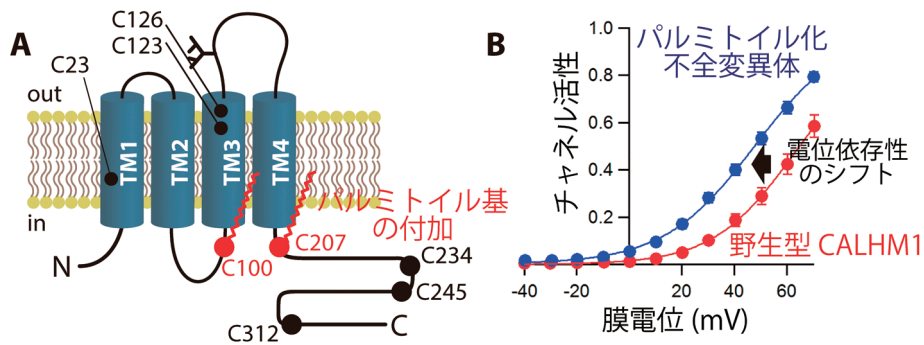 A
C126
C123
C23
out
TM1
TM2
TM3
TM4
in
パルミトイル基
の付加
N
C100
C207
C234
C245
C312
C
B
パルミトイル化
不全変異体
チャネル活性
1.0
0.8
0.6
0.4
0.2
電位依存性
のシフト
野生型 CALHM1
-40
-20
0
20
40
60
膜電位 (mV)